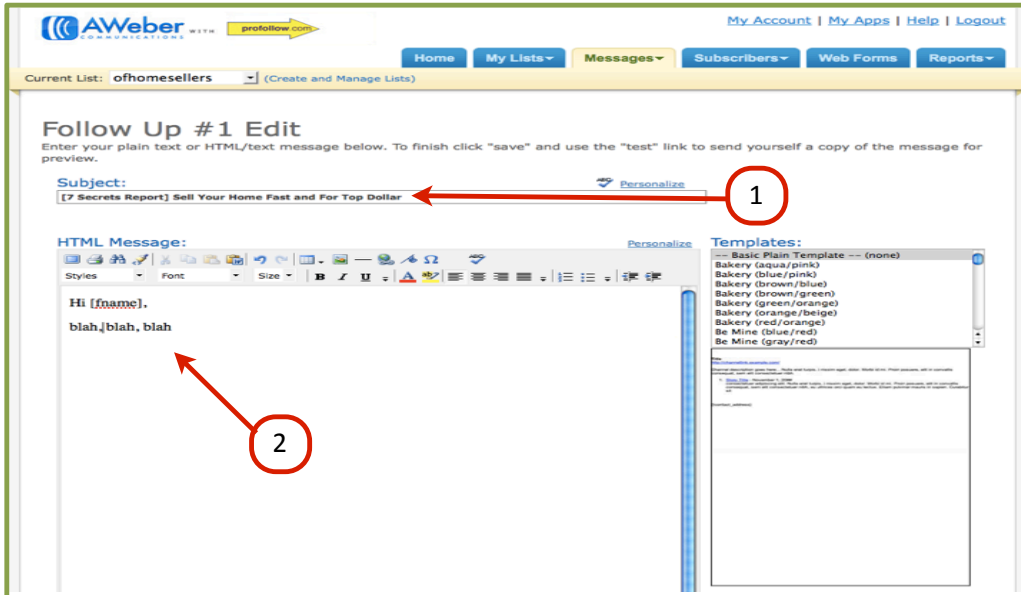 AWeber WITH profollow.com
COMMUNICATIONS
My Account | My Apps | Help | Logout
Home My Lists Messages Subscribers Web Forms Reports
Current List: ofhomesellers (Create and Manage Lists)
Follow Up #1 Edit
Enter your plain text or HTML/text message below. To finish click "save" and use the "test" link to send yourself a copy of the message for
preview.
Subject: Personalize
[7 Secrets Report] Sell Your Home Fast and For Top Dollar
1
HTML Message: Personalize
Styles Font Size B I U A
Hi [fname],
blah, blah, blah
2
Templates:
-- Basic Plain Template -- (none)
Bakery (aqua/pink)
Bakery (blue/pink)
Bakery (brown/blue)
Bakery (brown/green)
Bakery (green/orange)
Bakery (orange/beige)
Bakery (red/orange)
Be Mine (blue/red)
Be Mine (gray/red)